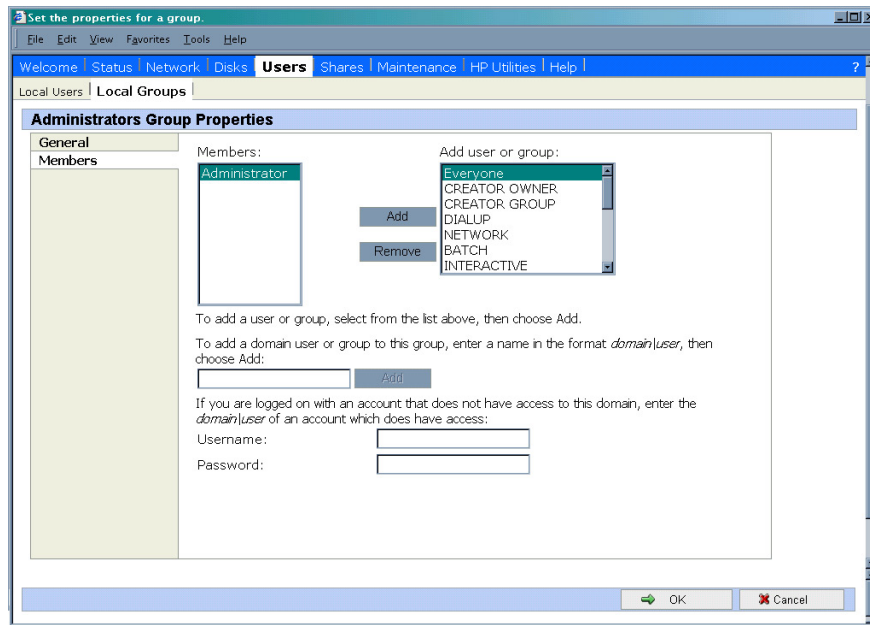 Set the properties for a group.
File Edit View Favorites Tools Help
Welcome Status Network Disks Users Shares Maintenance HP Utilities Help ?
Local Users Local Groups
Administrators Group Properties
General
Members
Members:
Administrator
Add user or group:
Everyone
CREATOR OWNER
CREATOR GROUP
DIALUP
NETWORK
BATCH
INTERACTIVE
Add
Remove
To add a user or group, select from the list above, then choose Add.
To add a domain user or group to this group, enter a name in the format domain\user, then
choose Add:
Add
If you are logged on with an account that does not have access to this domain, enter the
domain\user of an account which does have access:
Username:
Password:
OK
Cancel